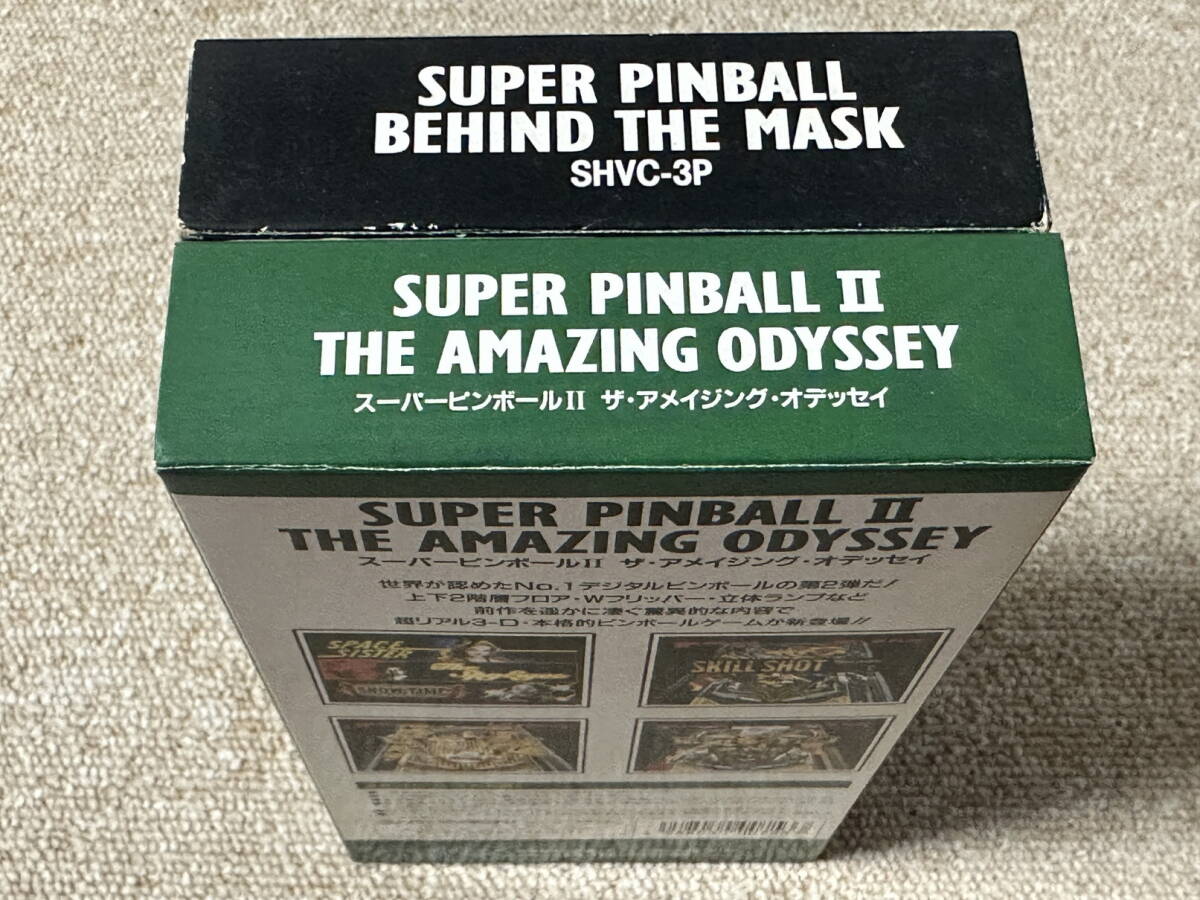 SUPER PINBALL
BEHIND THE MASK
SHVC-3P
SUPER PINBALL II
THE AMAZING ODYSSEY
スーパーピンボールII ザ・アメイジング・オデッセイ
SUPER PINBALL II
THE AMAZING ODYSSEY
スーパーピンボールII ザ・アメイジング・オデッセイ
世界が認めたNo.1デジタルピンボールの第2弾だ!
上下2階層フロア・Wフリッパー・立体ランプなど
前作を遥かに凌ぐ驚異的な内容で
超リアル3-D・本格的ピンボールゲームが新登場!!
SPACE
SISTER
SHOW TIME
SKILL SHOT